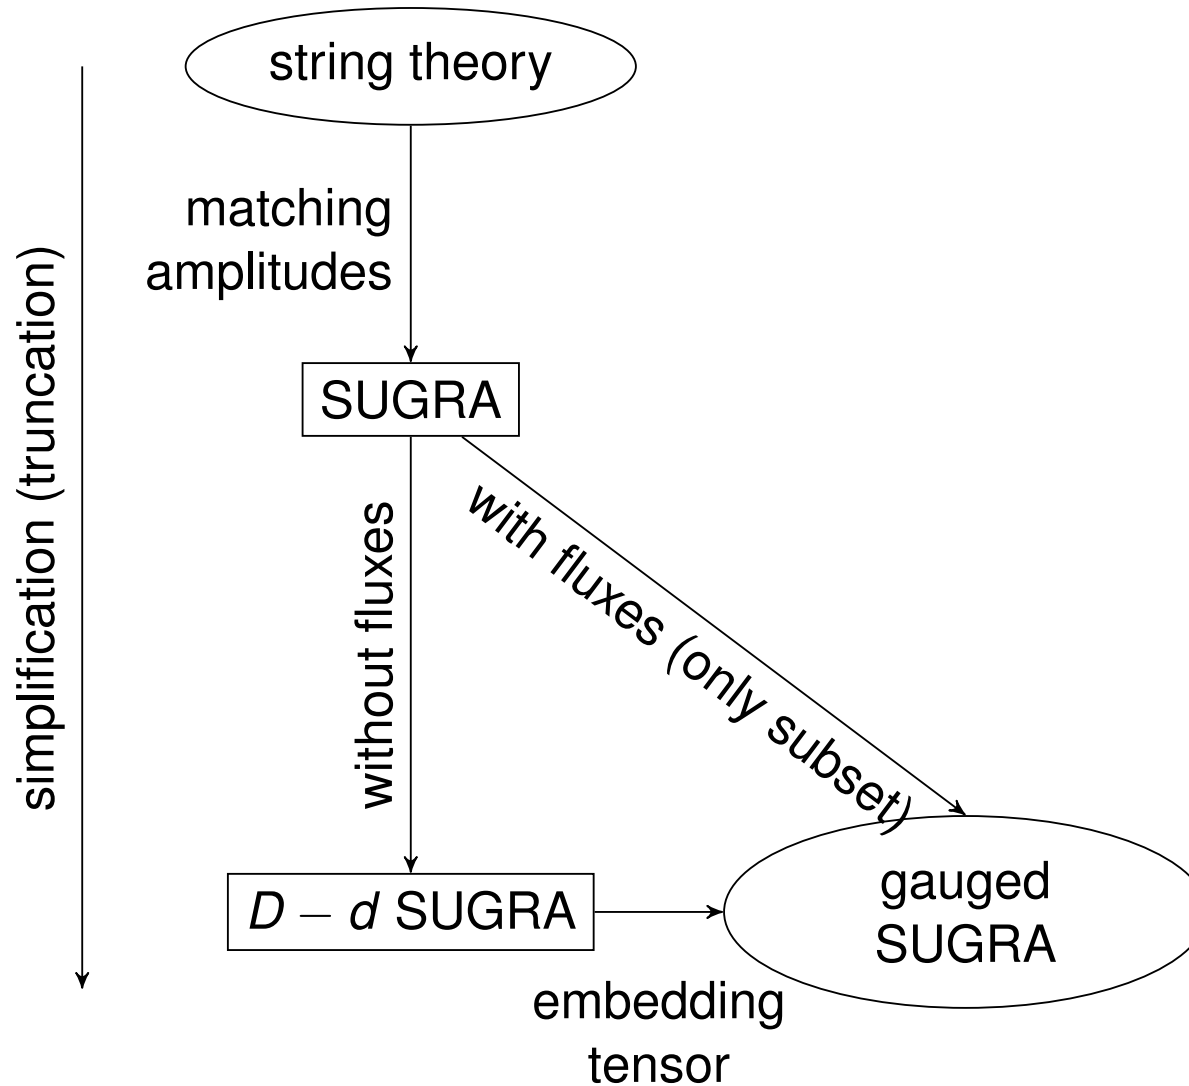 string theory
matching
amplitudes
simplification (truncation)
SUGRA
without fluxes
with fluxes (only subset)
D − d SUGRA
gauged
SUGRA
embedding
tensor